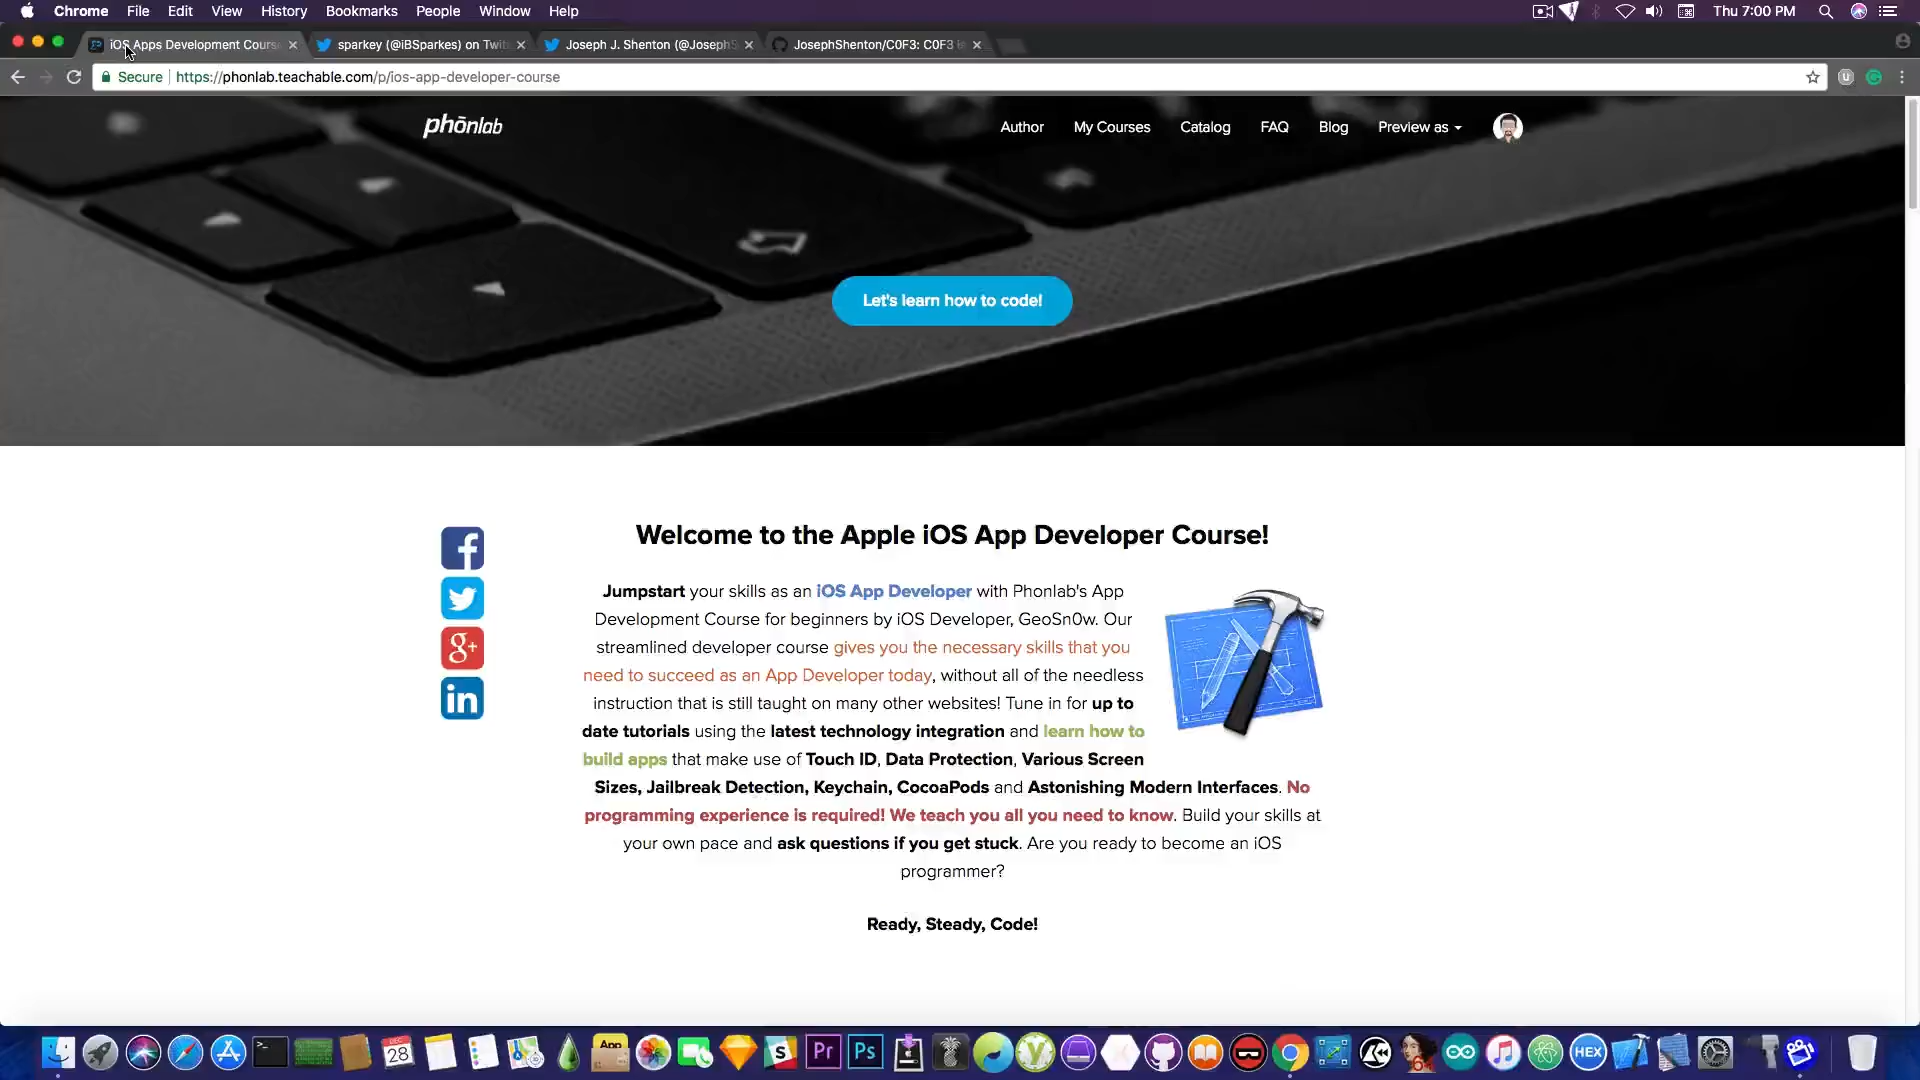 Chrome File Edit View History Bookmarks People Window Help Thu 7:00 PM
iOS Apps Development Cours sparkey (@iBSparkes) on Twit Joseph J. Shenton (@JosephS JosephShenton/C0F3: C0F3
Secure https://phonlab.teachable.com/p/ios-app-developer-course
phōnlab Author My Courses Catalog FAQ Blog Preview as
Let's learn how to code!
Welcome to the Apple iOS App Developer Course!
Jumpstart your skills as an iOS App Developer with Phonlab's App
Development Course for beginners by iOS Developer, GeoSn0w. Our
streamlined developer course gives you the necessary skills that you
need to succeed as an App Developer today, without all of the needless
instruction that is still taught on many other websites! Tune in for up to
date tutorials using the latest technology integration and learn how to
build apps that make use of Touch ID, Data Protection, Various Screen
Sizes, Jailbreak Detection, Keychain, CocoaPods and Astonishing Modern Interfaces. No
programming experience is required! We teach you all you need to know. Build your skills at
your own pace and ask questions if you get stuck. Are you ready to become an iOS
programmer?
Ready, Steady, Code!
DEC
28
App
Pr
Ps
HEX